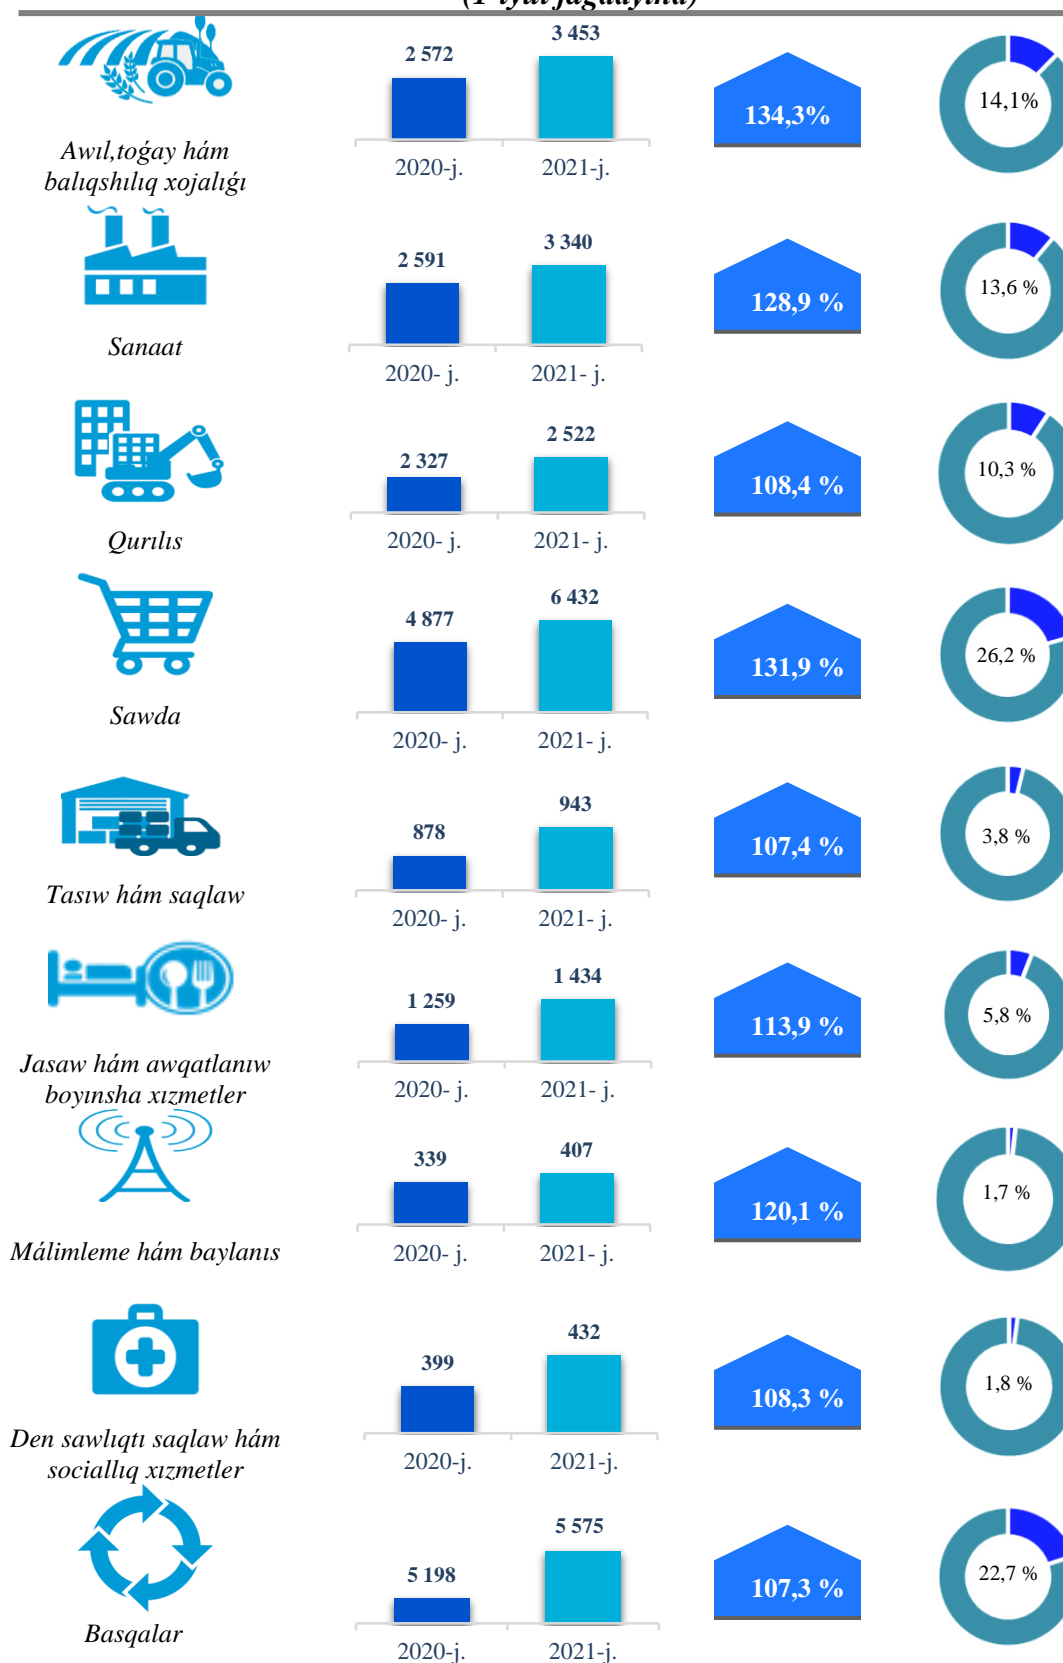 (1-iyul jaǵdayına)
2 572
3 453
134,3%
14,1%
2020-j.
2021-j.
Awıl,toǵay hám
balıqshılıq xojalıǵı
2 591
3 340
128,9 %
13,6 %
2020- j.
2021- j.
Sanaat
2 327
2 522
108,4 %
10,3 %
2020- j.
2021- j.
Qurılıs
4 877
6 432
131,9 %
26,2 %
2020- j.
2021- j.
Sawda
878
943
107,4 %
3,8 %
2020- j.
2021- j.
Tasıw hám saqlaw
1 259
1 434
113,9 %
5,8 %
2020- j.
2021- j.
Jasaw hám awqatlanıw
boyınsha xızmetler
339
407
120,1 %
1,7 %
2020- j.
2021- j.
Málimleme hám baylanıs
399
432
108,3 %
1,8 %
2020-j.
2021-j.
Den sawlıqtı saqlaw hám
sociallıq xızmetler
5 198
5 575
107,3 %
22,7 %
2020-j.
2021-j.
Basqalar